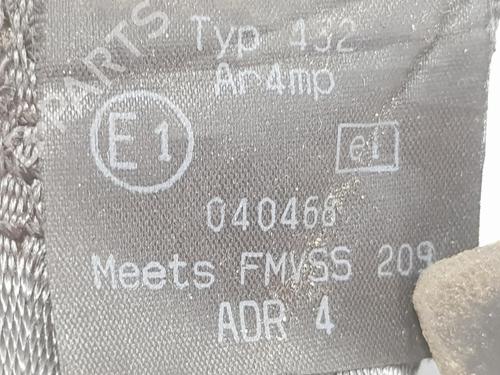 PARTS
Typ 432
Ar4mp
E1 e1
040468
Meets FMVSS 209
ADR 4